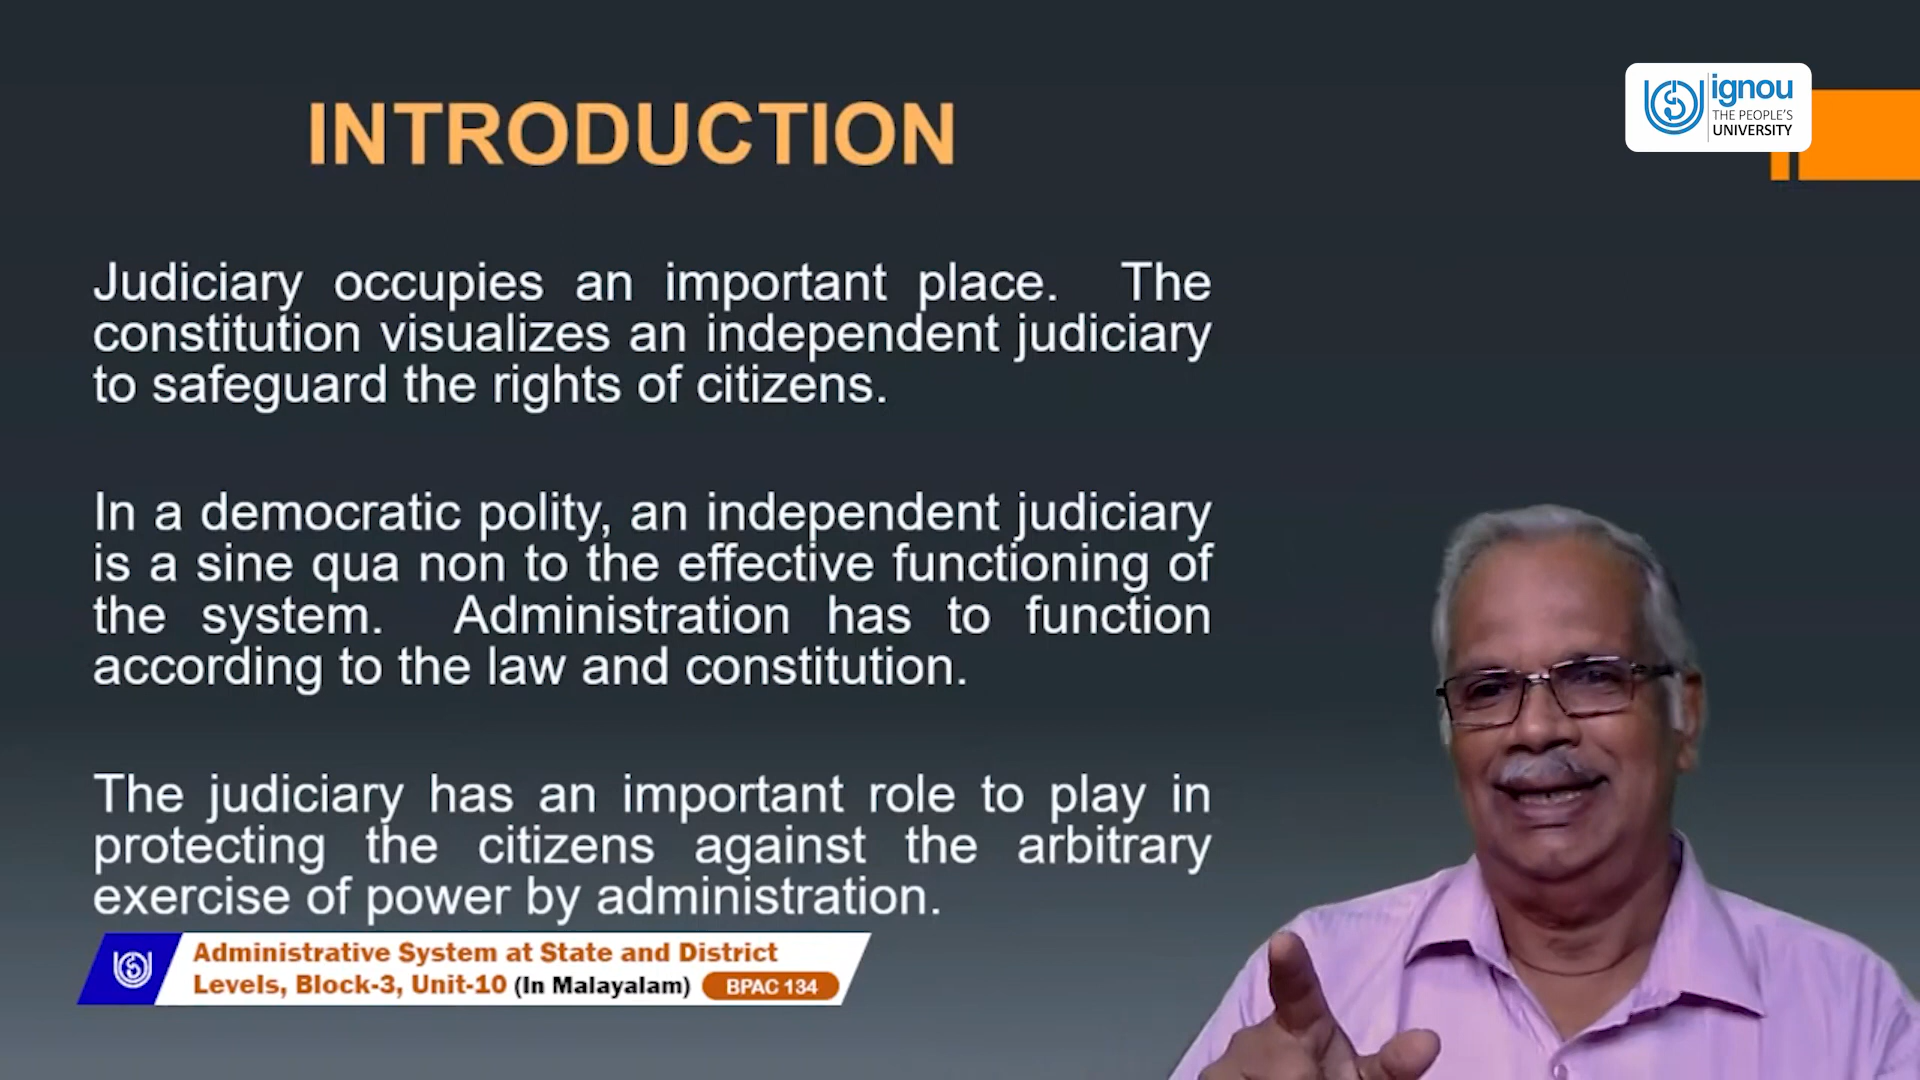 ignou
THE PEOPLE'S
UNIVERSITY
INTRODUCTION
Judiciary occupies an important place. The
constitution visualizes an independent judiciary
to safeguard the rights of citizens.
In a democratic polity, an independent judiciary
is a sine qua non to the effective functioning of
the system. Administration has to function
according to the law and constitution.
The judiciary has an important role to play in
protecting the citizens against the arbitrary
exercise of power by administration.
Administrative System at State and District
Levels, Block-3, Unit-10 (In Malayalam) BPAC 134